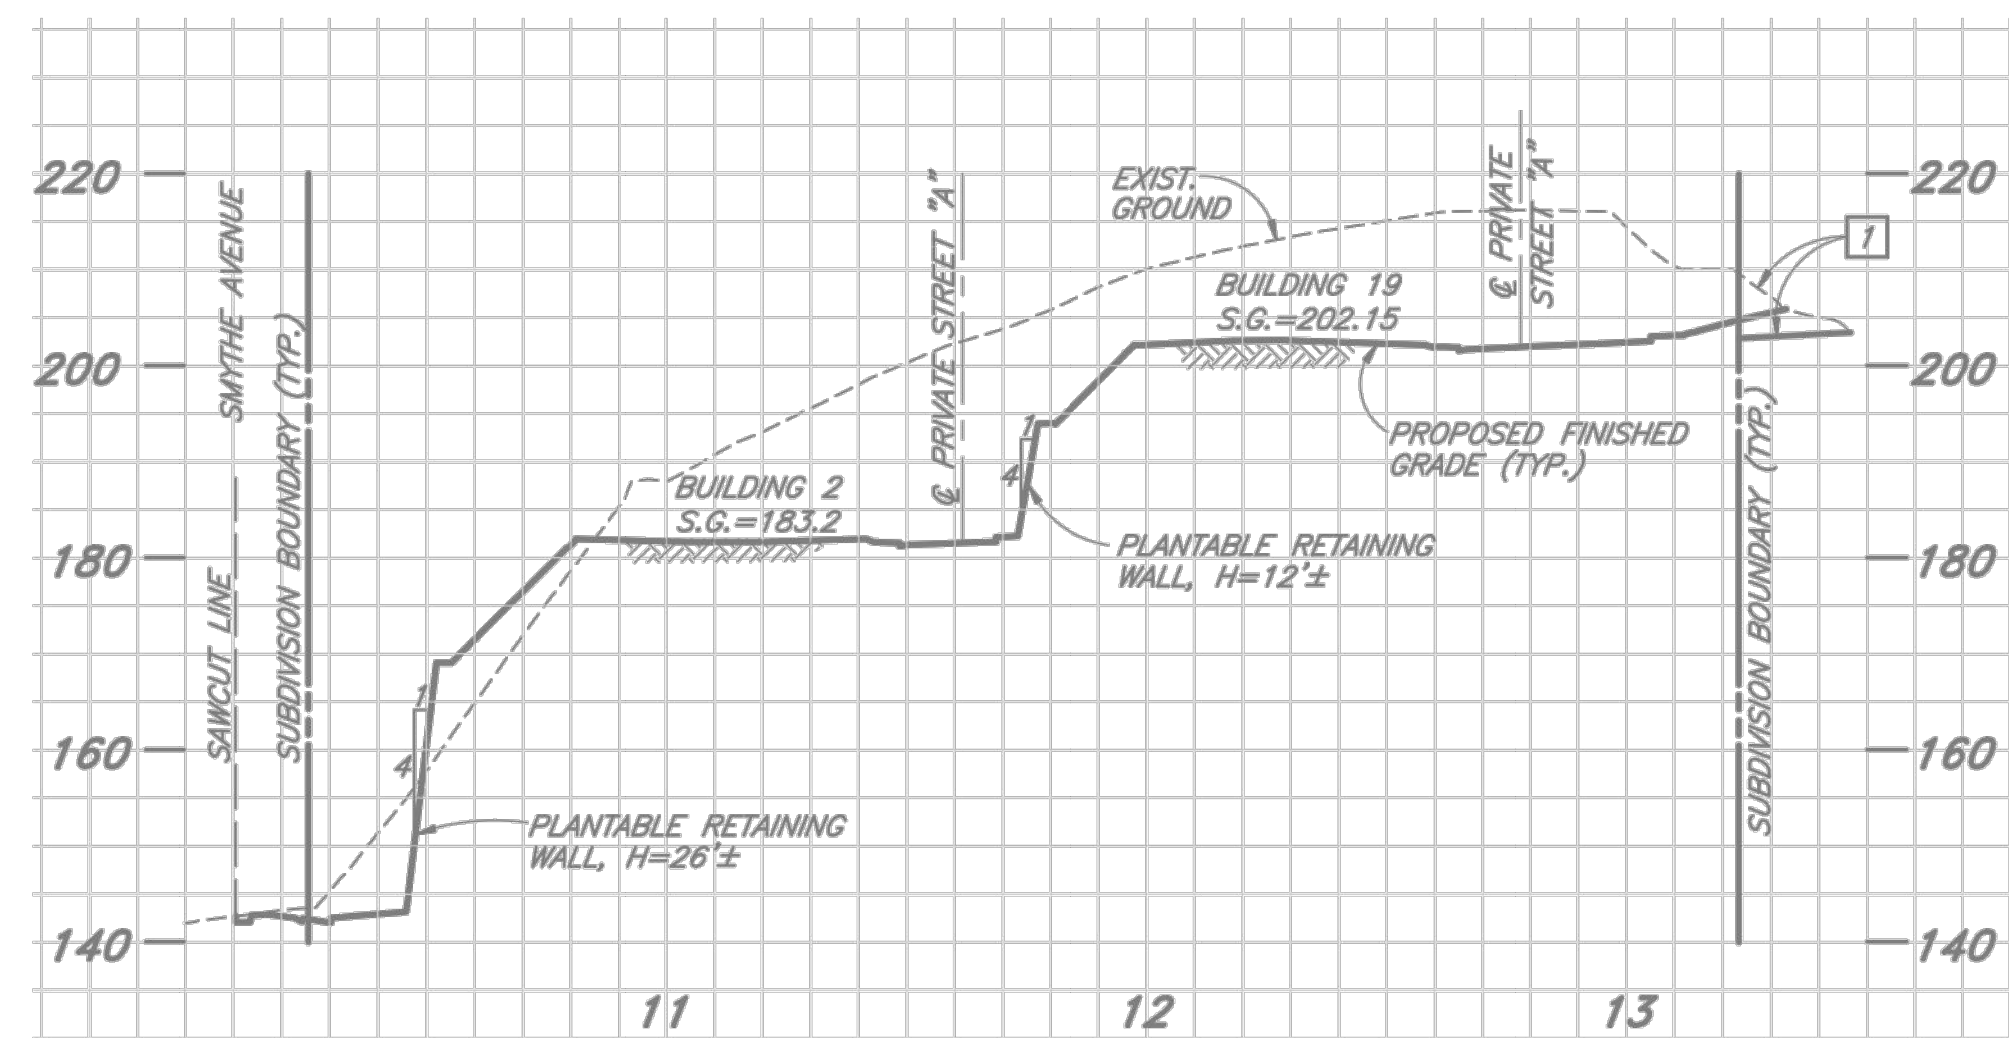 220
200
180
160
140
SMYTHE AVENUE
SAWCUT LINE
SUBDIVISION BOUNDARY (TYP.)
1
4
PLANTABLE RETAINING
WALL, H=26'±
BUILDING 2
S.G.=183.2
℄ PRIVATE STREET "A"
1
4
PLANTABLE RETAINING
WALL, H=12'±
EXIST.
GROUND
BUILDING 19
S.G.=202.15
℄ PRIVATE
STREET "A"
PROPOSED FINISHED
GRADE (TYP.)
1
SUBDIVISION BOUNDARY (TYP.)
220
200
180
160
140
11
12
13